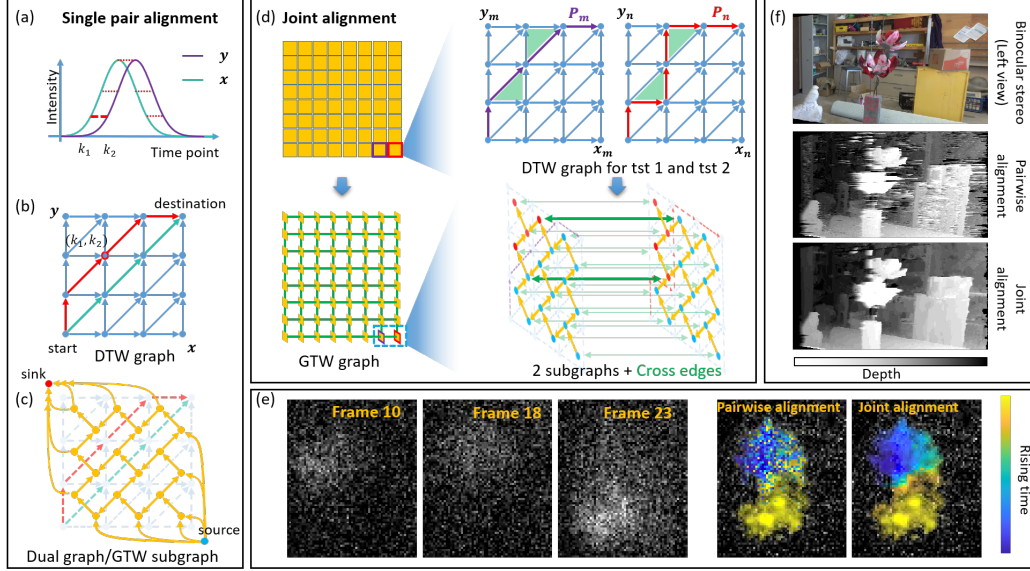 (a)
Single pair alignment
y
x
Intensity
k1
k2
Time point
(b)
y
destination
(k1, k2)
start
x
DTW graph
sink
(c)
source
Dual graph/GTW subgraph
(d)
Joint alignment
GTW graph
ym
Pm
yn
Pn
xm
xn
DTW graph for tst 1 and tst 2
2 subgraphs + Cross edges
(e)
Frame 10
Frame 18
Frame 23
Pairwise alignment
Joint alignment
Rising time
(f)
Binocular stereo
(Left view)
Pairwise
alignment
Joint
alignment
Depth